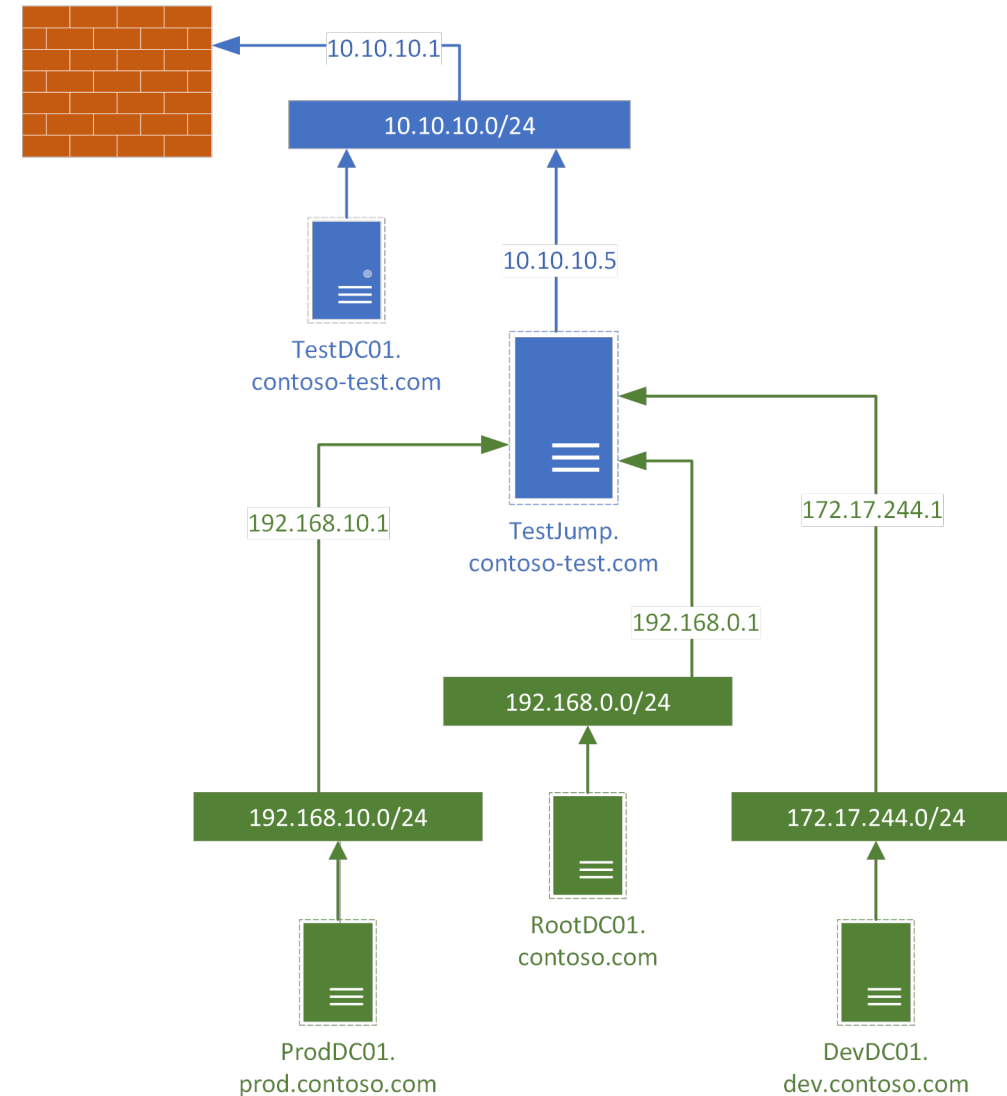 10.10.10.1
10.10.10.0/24
10.10.10.5
TestDC01.
contoso-test.com
192.168.10.1
172.17.244.1
TestJump.
contoso-test.com
192.168.0.1
192.168.0.0/24
192.168.10.0/24
172.17.244.0/24
RootDC01.
contoso.com
ProdDC01.
prod.contoso.com
DevDC01.
dev.contoso.com